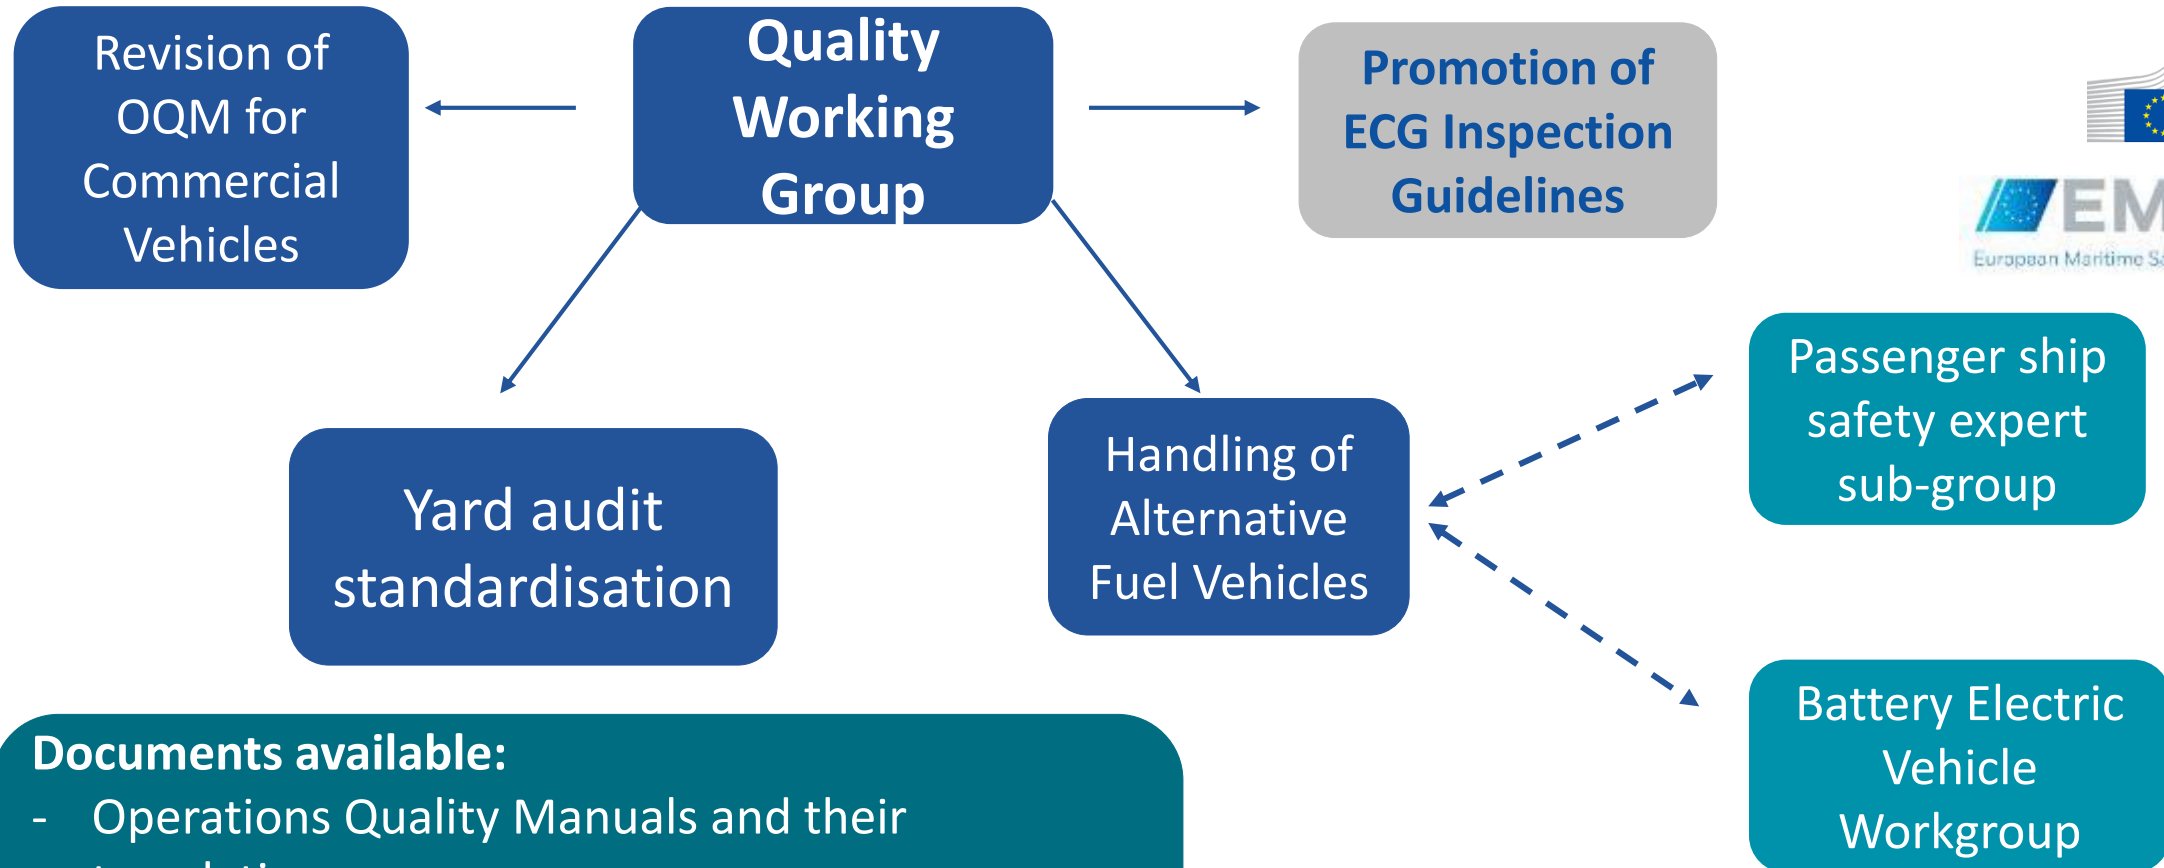 Revision of
OQM for
Commercial
Vehicles
Quality
Working
Group
Promotion of
ECG Inspection
Guidelines
European Maritime
Passenger ship
safety expert
sub-group
Yard audit
standardisation
Handling of
Alternative
Fuel Vehicles
Battery Electric
Vehicle
Workgroup
Documents available:
- Operations Quality Manuals and their